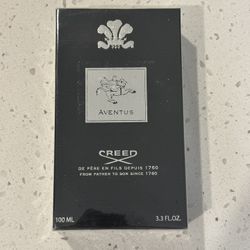 AVENTUS
CREED
DE PÈRE EN FILS DEPUIS 1760
FROM FATHER TO SON SINCE 1760
100 ML 3.3 FL.OZ.